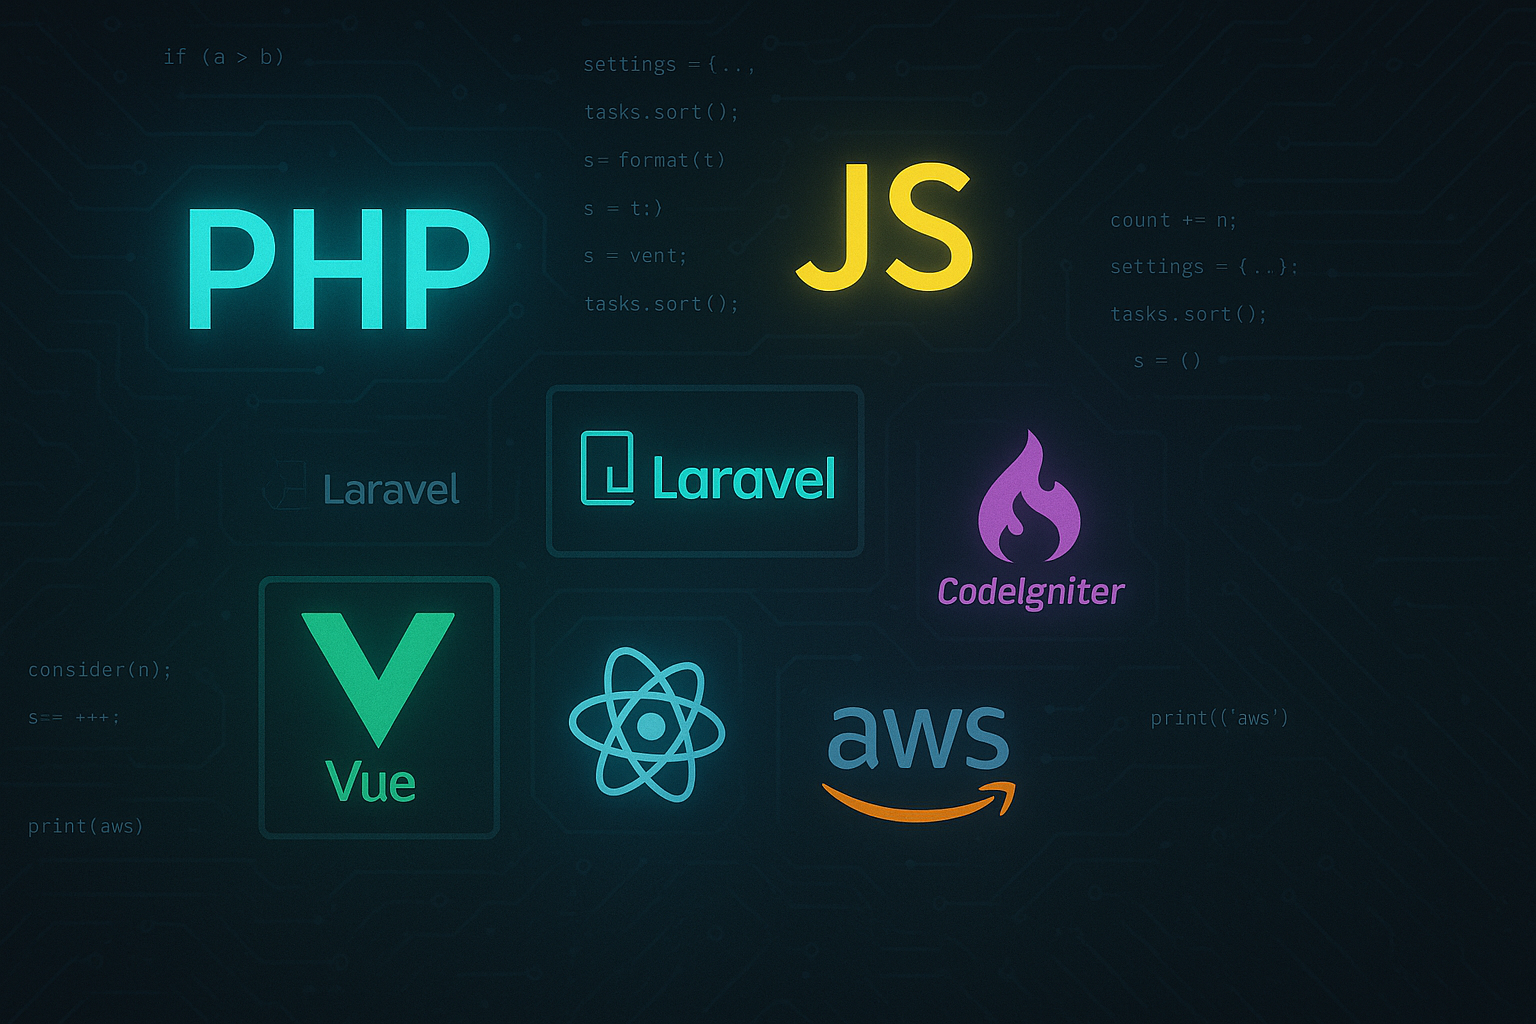 if (a > b)
settings = {..,
tasks.sort();
s= format(t)
s = t:)
s = vent;
tasks.sort();
PHP
JS
count += n;
settings = {..}:
tasks.sort();
s = ()
Laravel
Laravel
CodeIgniter
Vue
aws
consider(n);
s== +++;
print(aws)
print(('aws')